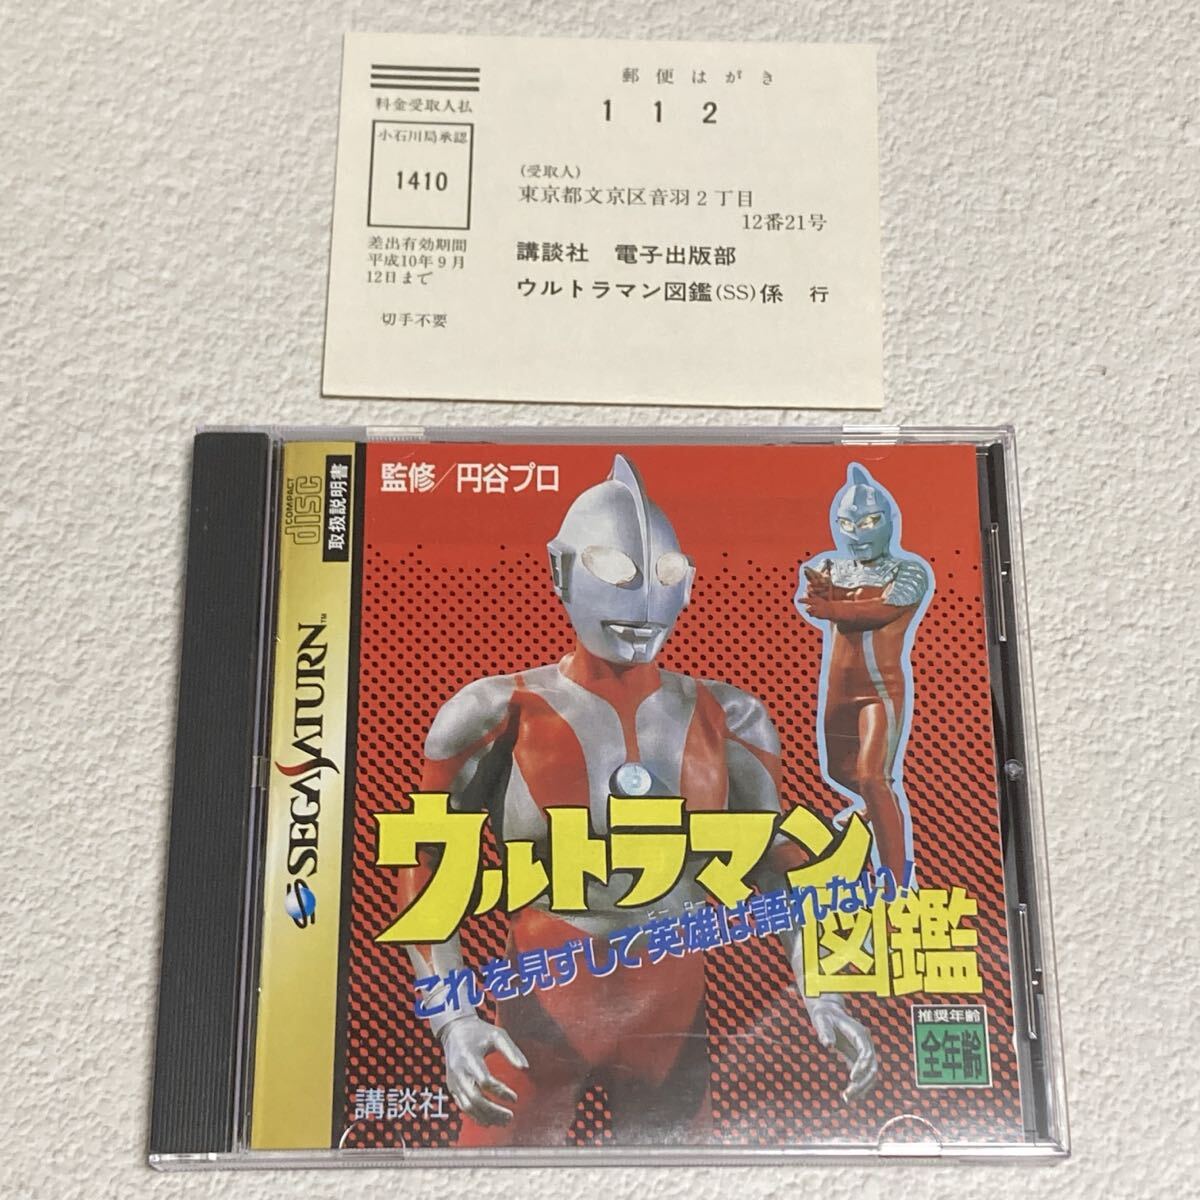 郵便はがき
112
料金受取人払
小石川局承認
1410
差出有効期間
平成10年9月
12日まで
切手不要
(受取人)
東京都文京区音羽2丁目
12番21号
講談社 電子出版部
ウルトラマン図鑑(SS)係 行
COMPACT
disc
取扱説明書
SEGA SATURN™
監修/円谷プロ
ウルトラマン
図鑑
これを見ずして英雄は語れない!
推奨年齢
全年齢
講談社